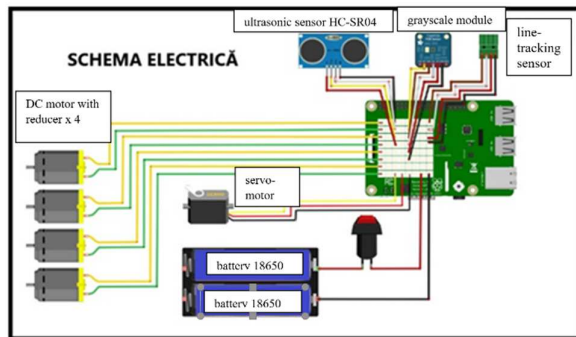 ultrasonic sensor HC-SR04
grayscale module
line-
tracking
sensor
SCHEMA ELECTRICĂ
DC motor with
reducer x 4
servo-
motor
battery 18650
battery 18650